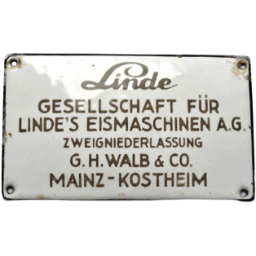 Linde
GESELLSCHAFT FÜR
LINDE'S EISMASCHINEN A.G.
ZWEIGNIEDERLASSUNG
G.H.WALB & CO.
MAINZ-KOSTHEIM